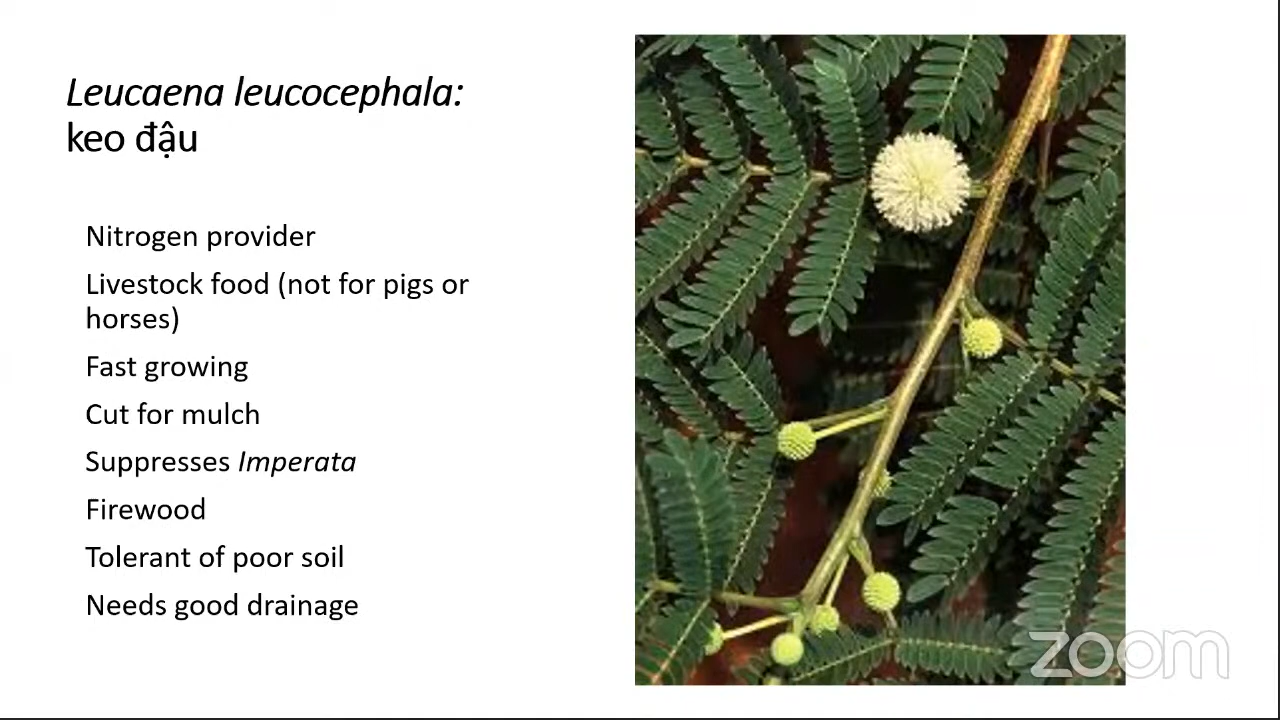 Leucaena leucocephala:
keo đậu
Nitrogen provider
Livestock food (not for pigs or
horses)
Fast growing
Cut for mulch
Suppresses Imperata
Firewood
Tolerant of poor soil
Needs good drainage
zoom